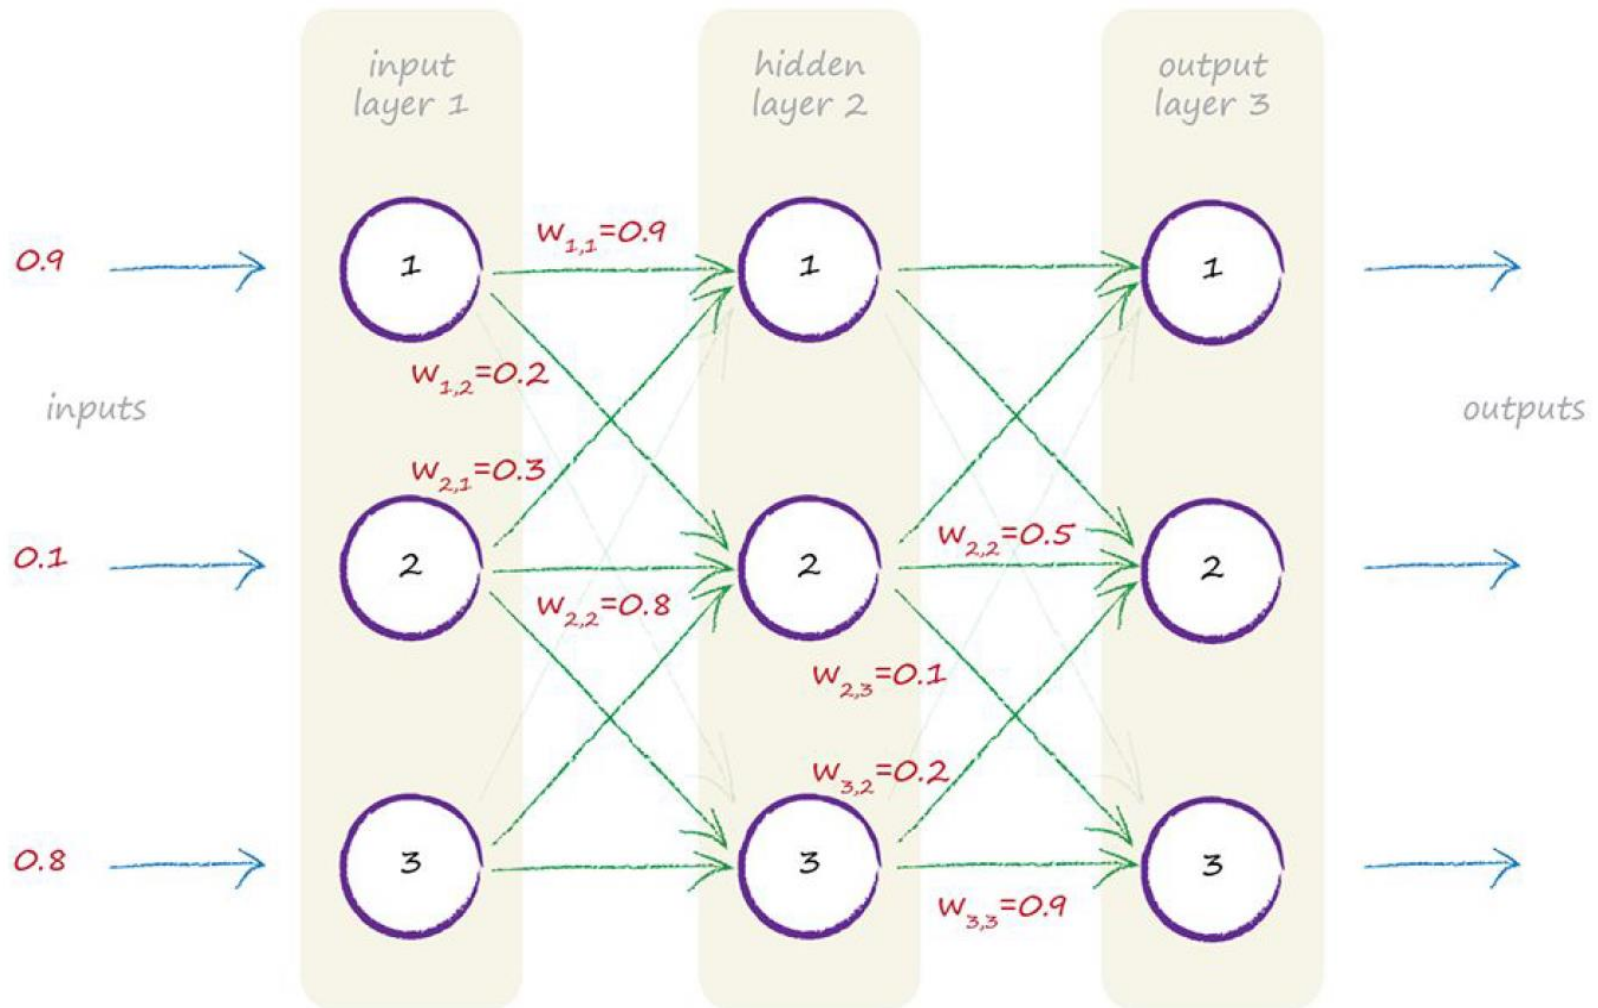 input
layer 1
hidden
layer 2
output
layer 3
0.9
1
w1,1=0.9
1
1
w1,2=0.2
inputs
outputs
w2,1=0.3
0.1
2
w2,2=0.8
2
w2,2=0.5
2
w2,3=0.1
w3,2=0.2
0.8
3
3
w3,3=0.9
3